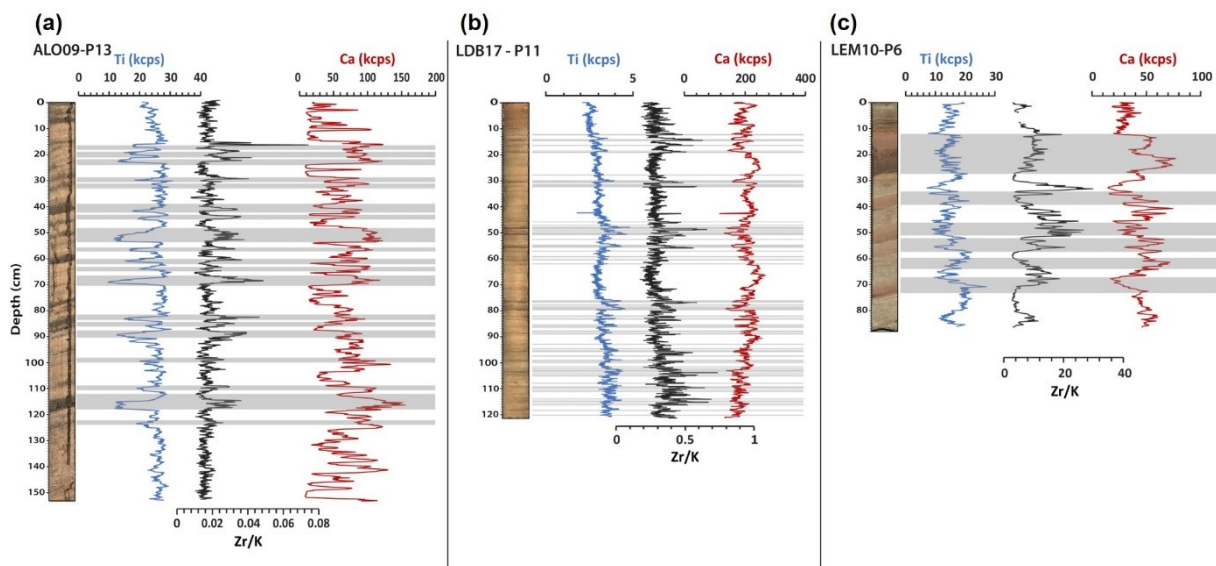 (a)
ALO09-P13
Ti (kcps)
Ca (kcps)
0 10 20 30 40
0 50 100 150 200
Depth (cm)
0
10
20
30
40
50
60
70
80
90
100
110
120
130
140
150
0 0.02 0.04 0.06 0.08
Zr/K
(b)
LDB17 - P11
Ti (kcps)
Ca (kcps)
0 5
0 200 400
0
10
20
30
40
50
60
70
80
90
100
110
120
0 0.5 1
Zr/K
(c)
LEM10-P6
Ti (kcps)
Ca (kcps)
0 10 20 30
0 50 100
0
10
20
30
40
50
60
70
80
0 20 40
Zr/K